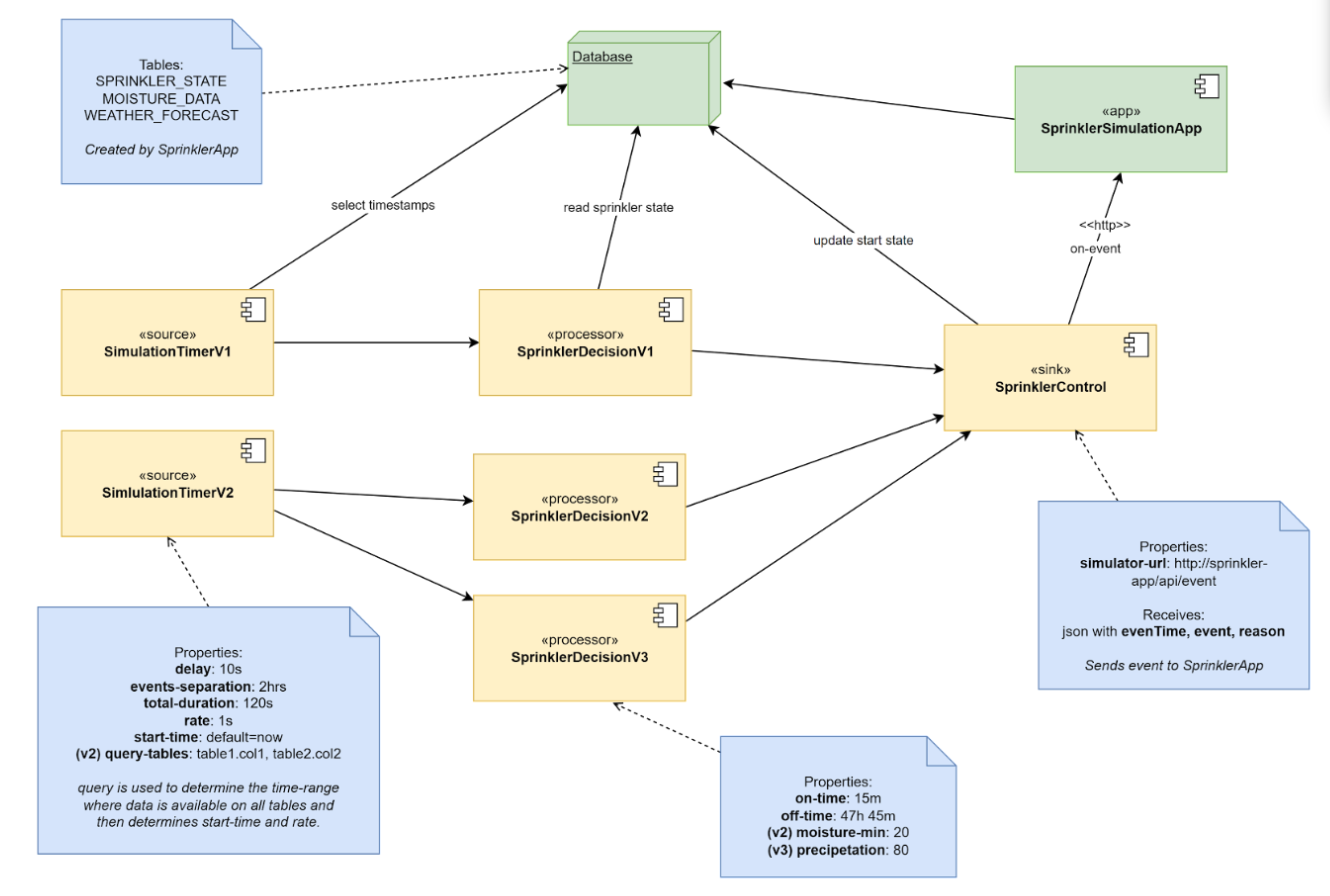 Tables:
SPRINKLER_STATE
MOISTURE_DATA
WEATHER_FORECAST
Created by SprinklerApp
Database
«app»
SprinklerSimulationApp
select timestamps
read sprinkler state
update start state
<<http>>
on-event
«source»
SimulationTimerV1
«processor»
SprinklerDecisionV1
«sink»
SprinklerControl
«source»
SimlulationTimerV2
«processor»
SprinklerDecisionV2
«processor»
SprinklerDecisionV3
Properties:
simulator-url: http://sprinkler-
app/api/event
Receives:
json with evenTime, event, reason
Sends event to SprinklerApp
Properties:
delay: 10s
events-separation: 2hrs
total-duration: 120s
rate: 1s
start-time: default=now
(v2) query-tables: table1.col1, table2.col2
query is used to determine the time-range
where data is available on all tables and
then determines start-time and rate.
Properties:
on-time: 15m
off-time: 47h 45m
(v2) moisture-min: 20
(v3) precipetation: 80